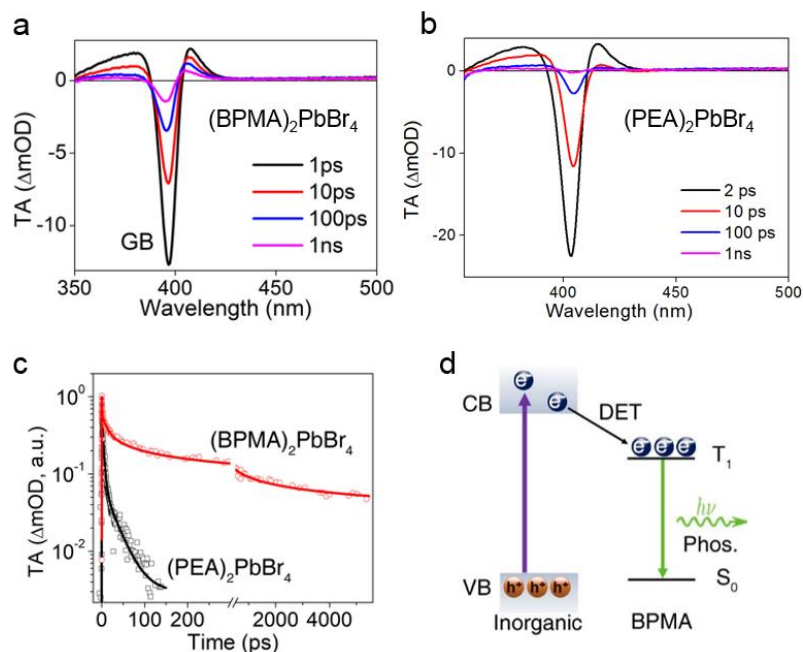 a
2
0
-5
-10
TA (ΔmOD)
(BPMA)₂PbBr₄
1ps
10ps
100ps
1ns
GB
350
400
450
500
Wavelength (nm)
b
0
-10
-20
TA (ΔmOD)
(PEA)₂PbBr₄
2 ps
10 ps
100 ps
1ns
400
450
500
Wavelength (nm)
c
10⁰
10⁻¹
10⁻²
TA (ΔmOD, a.u.)
(BPMA)₂PbBr₄
(PEA)₂PbBr₄
0
150
2000
4000
Time (ps)
d
CB
e⁻
e⁻
DET
e⁻ e⁻ e⁻
T₁
hν
Phos.
VB
h⁺ h⁺ h⁺
S₀
Inorganic
BPMA